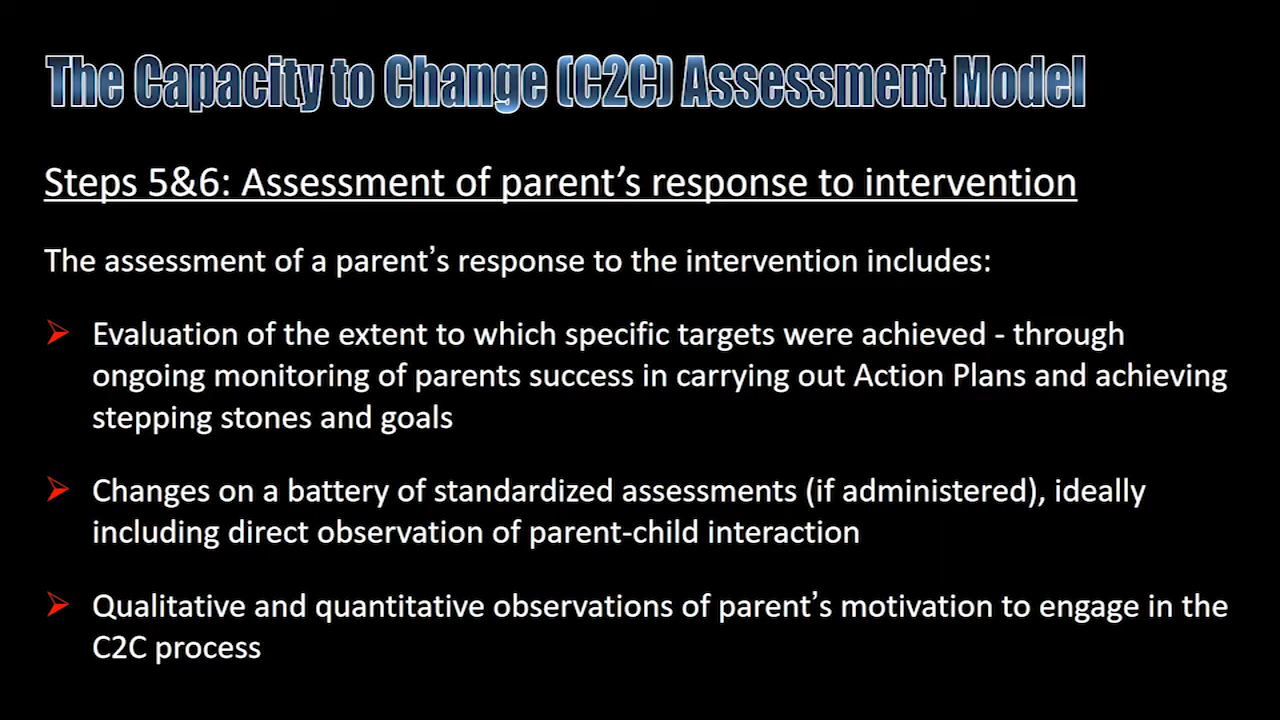 The Capacity to Change (C2C) Assessment Model
Steps 5&6: Assessment of parent’s response to intervention
The assessment of a parent’s response to the intervention includes:
Evaluation of the extent to which specific targets were achieved - through
ongoing monitoring of parents success in carrying out Action Plans and achieving
stepping stones and goals
Changes on a battery of standardized assessments (if administered), ideally
including direct observation of parent-child interaction
Qualitative and quantitative observations of parent’s motivation to engage in the
C2C process